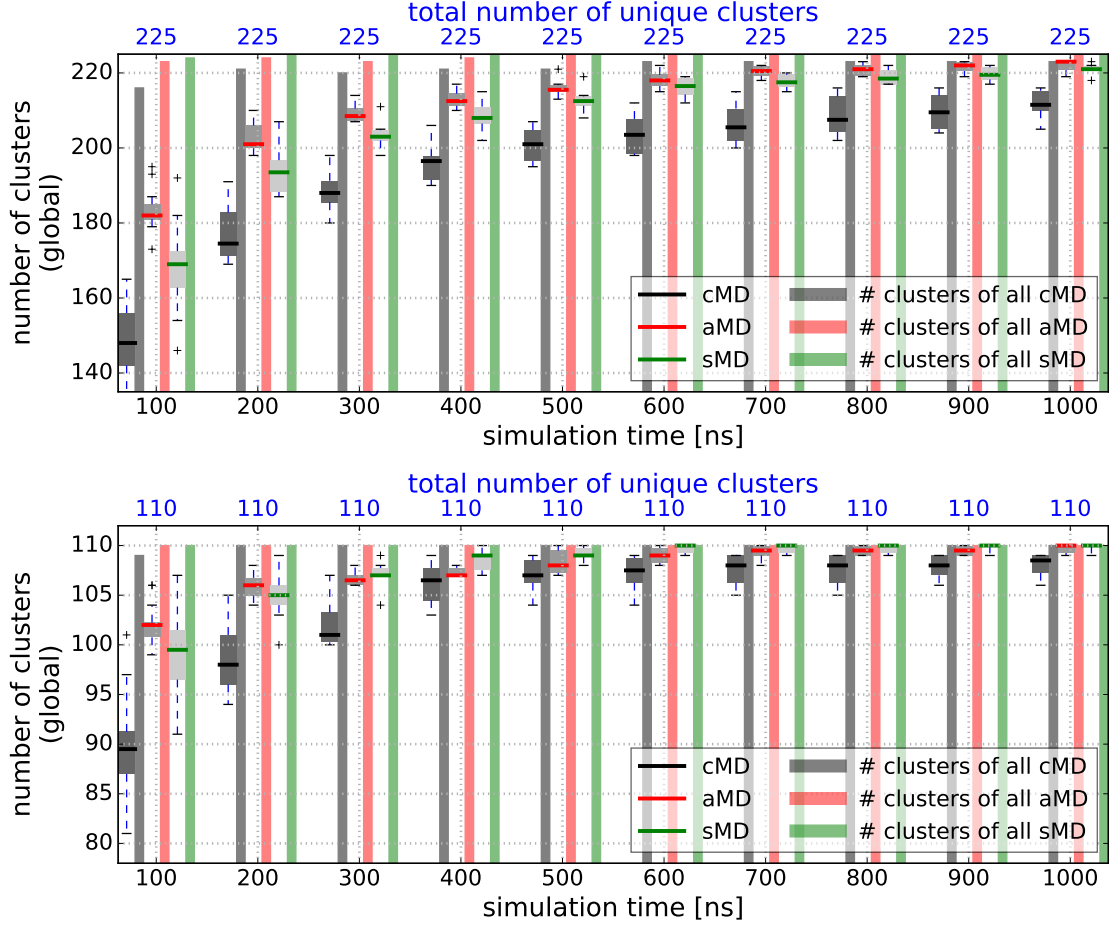 total number of unique clusters
225 225 225 225 225 225 225 225 225 225
220
200
180
160
140
number of clusters
(global)
cMD # clusters of all cMD
aMD # clusters of all aMD
sMD # clusters of all sMD
100 200 300 400 500 600 700 800 900 1000
simulation time [ns]
total number of unique clusters
110 110 110 110 110 110 110 110 110 110
110
105
100
95
90
85
80
number of clusters
(global)
cMD # clusters of all cMD
aMD # clusters of all aMD
sMD # clusters of all sMD
100 200 300 400 500 600 700 800 900 1000
simulation time [ns]